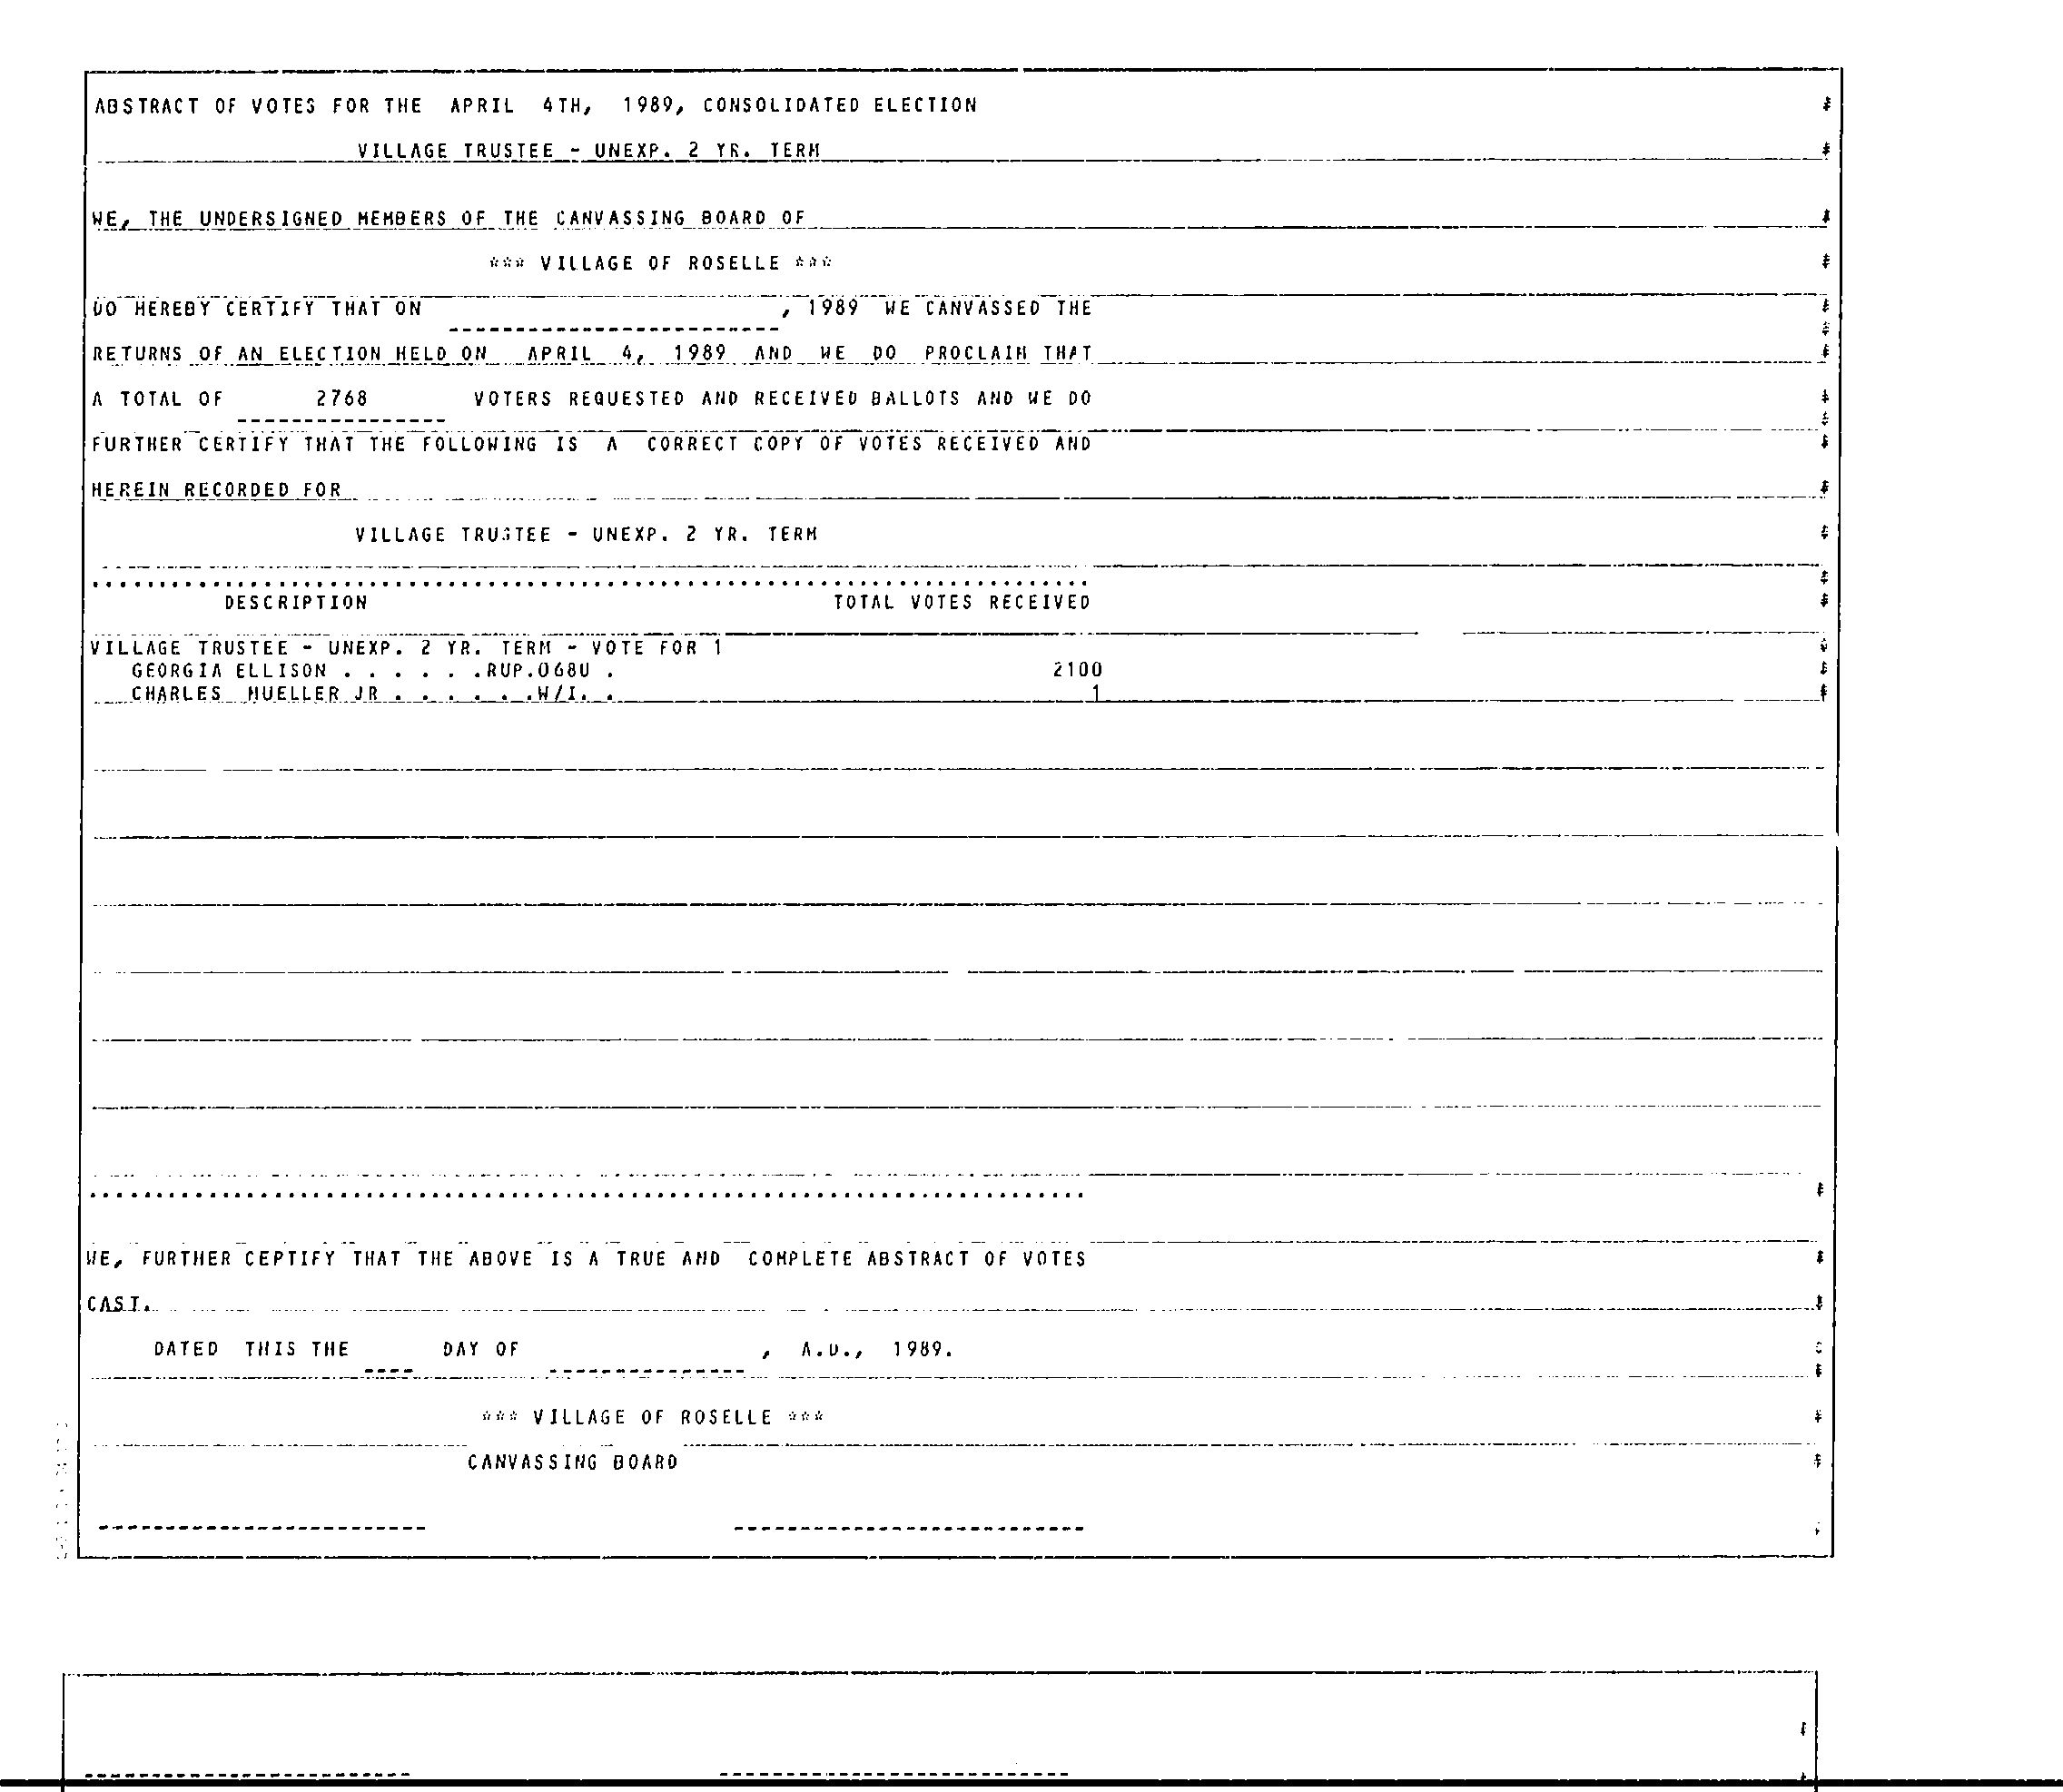 ABSTRACT OF VOTES FOR THE APRIL 4TH, 1989, CONSOLIDATED ELECTION
VILLAGE TRUSTEE - UNEXP. 2 YR. TERM
WE, THE UNDERSIGNED MEMBERS OF THE CANVASSING BOARD OF
*** VILLAGE OF ROSELLE ***
DO HEREBY CERTIFY THAT ON , 1989 WE CANVASSED THE
RETURNS OF AN ELECTION HELD ON APRIL 4, 1989 AND WE DO PROCLAIM THAT
A TOTAL OF 2768 VOTERS REQUESTED AND RECEIVED BALLOTS AND WE DO
FURTHER CERTIFY THAT THE FOLLOWING IS A CORRECT COPY OF VOTES RECEIVED AND
HEREIN RECORDED FOR
VILLAGE TRUSTEE - UNEXP. 2 YR. TERM
DESCRIPTION TOTAL VOTES RECEIVED
VILLAGE TRUSTEE - UNEXP. 2 YR. TERM - VOTE FOR 1
GEORGIA ELLISON . . . . . .RUP.068U . 2100
CHARLES MUELLER JR . . . . . .W/I. . 1
WE, FURTHER CEPTIFY THAT THE ABOVE IS A TRUE AND COMPLETE ABSTRACT OF VOTES
CAST.
DATED THIS THE DAY OF , A.D., 1989.
*** VILLAGE OF ROSELLE ***
CANVASSING BOARD